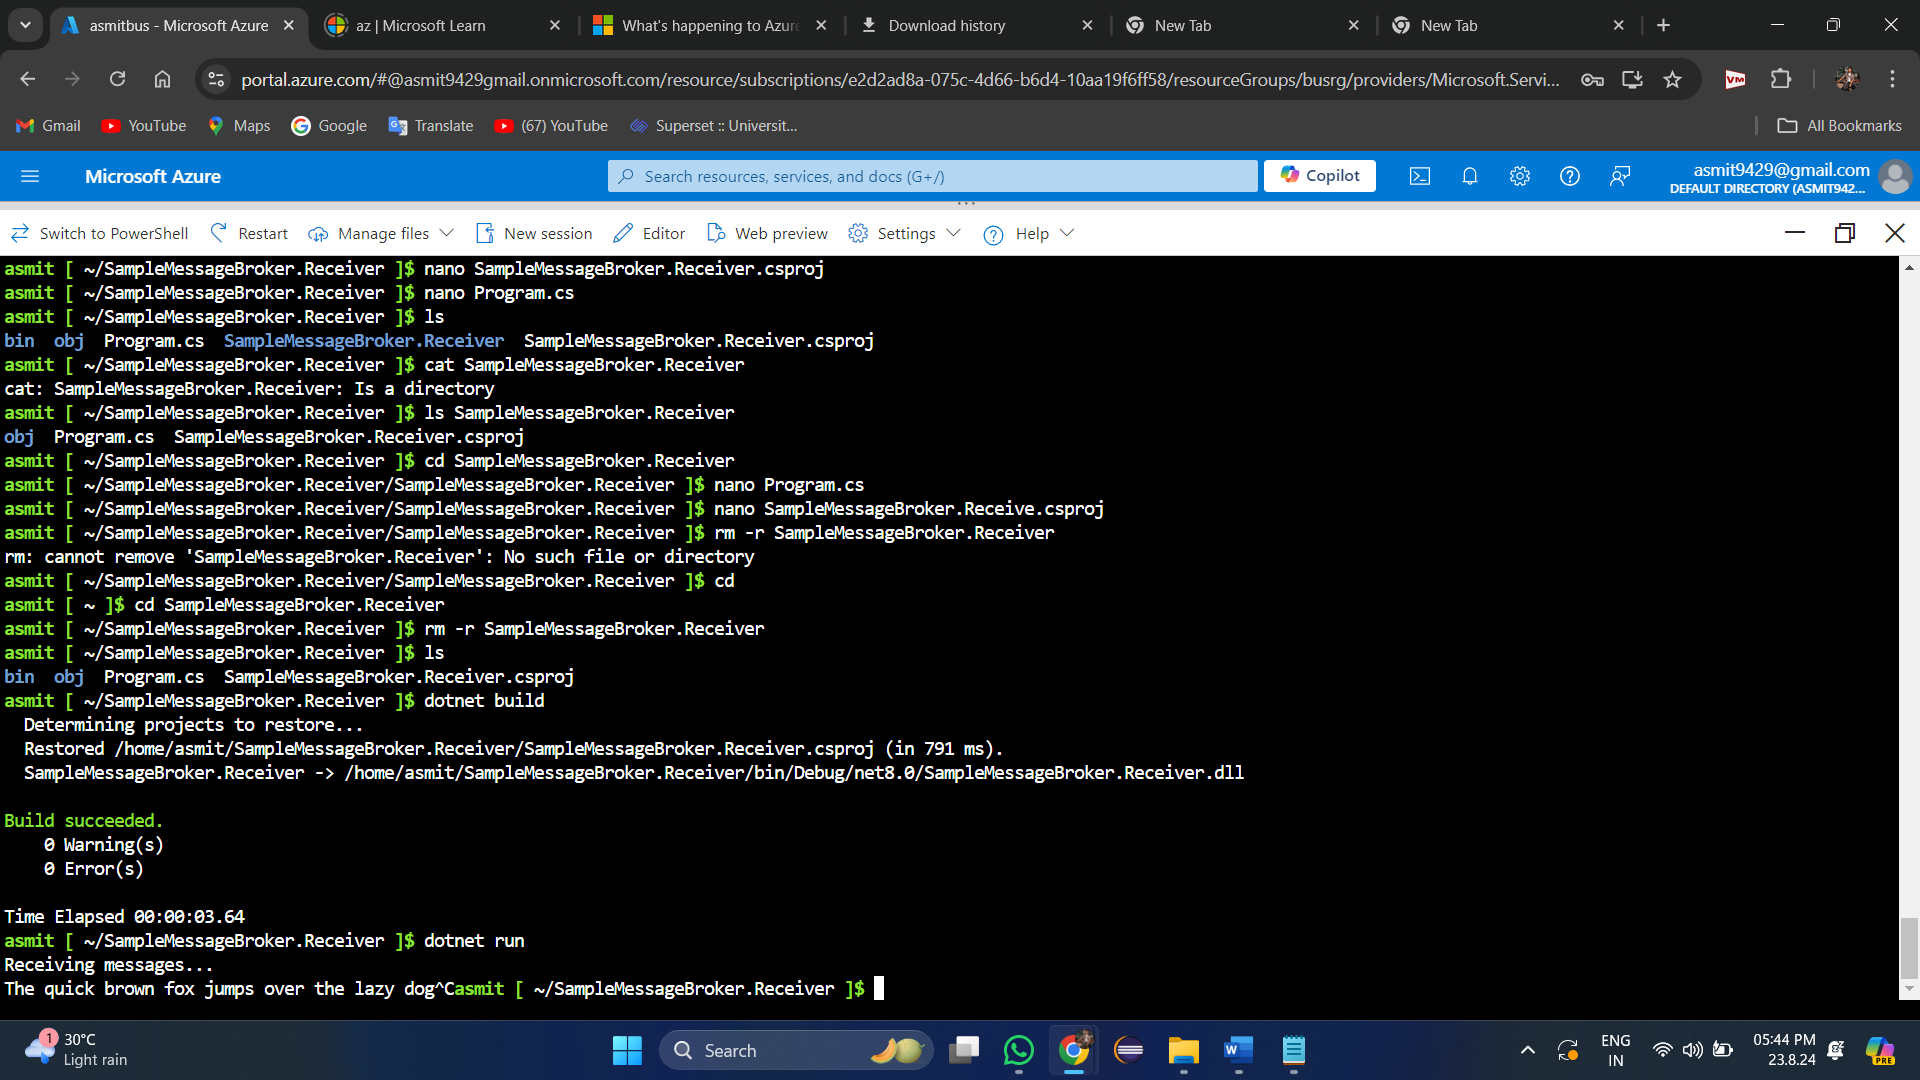 asmitbus - Microsoft Azure
az | Microsoft Learn
What's happening to Azure
Download history
New Tab
New Tab
portal.azure.com/#@asmit9429gmail.onmicrosoft.com/resource/subscriptions/e2d2ad8a-075c-4d66-b6d4-10aa19f6ff58/resourceGroups/busrg/providers/Microsoft.Servi...
VM
Gmail
YouTube
Maps
Google
Translate
(67) YouTube
Superset :: Universit...
All Bookmarks
Microsoft Azure
Search resources, services, and docs (G+/)
Copilot
asmit9429@gmail.com
DEFAULT DIRECTORY (ASMIT942...
Switch to PowerShell
Restart
Manage files
New session
Editor
Web preview
Settings
Help
asmit [ ~/SampleMessageBroker.Receiver ]$ nano SampleMessageBroker.Receiver.csproj
asmit [ ~/SampleMessageBroker.Receiver ]$ nano Program.cs
asmit [ ~/SampleMessageBroker.Receiver ]$ ls
bin  obj  Program.cs  SampleMessageBroker.Receiver  SampleMessageBroker.Receiver.csproj
asmit [ ~/SampleMessageBroker.Receiver ]$ cat SampleMessageBroker.Receiver
cat: SampleMessageBroker.Receiver: Is a directory
asmit [ ~/SampleMessageBroker.Receiver ]$ ls SampleMessageBroker.Receiver
obj  Program.cs  SampleMessageBroker.Receiver.csproj
asmit [ ~/SampleMessageBroker.Receiver ]$ cd SampleMessageBroker.Receiver
asmit [ ~/SampleMessageBroker.Receiver/SampleMessageBroker.Receiver ]$ nano Program.cs
asmit [ ~/SampleMessageBroker.Receiver/SampleMessageBroker.Receiver ]$ nano SampleMessageBroker.Receive.csproj
asmit [ ~/SampleMessageBroker.Receiver/SampleMessageBroker.Receiver ]$ rm -r SampleMessageBroker.Receiver
rm: cannot remove 'SampleMessageBroker.Receiver': No such file or directory
asmit [ ~/SampleMessageBroker.Receiver/SampleMessageBroker.Receiver ]$ cd
asmit [ ~ ]$ cd SampleMessageBroker.Receiver
asmit [ ~/SampleMessageBroker.Receiver ]$ rm -r SampleMessageBroker.Receiver
asmit [ ~/SampleMessageBroker.Receiver ]$ ls
bin  obj  Program.cs  SampleMessageBroker.Receiver.csproj
asmit [ ~/SampleMessageBroker.Receiver ]$ dotnet build
  Determining projects to restore...
  Restored /home/asmit/SampleMessageBroker.Receiver/SampleMessageBroker.Receiver.csproj (in 791 ms).
  SampleMessageBroker.Receiver -> /home/asmit/SampleMessageBroker.Receiver/bin/Debug/net8.0/SampleMessageBroker.Receiver.dll
Build succeeded.
    0 Warning(s)
    0 Error(s)
Time Elapsed 00:00:03.64
asmit [ ~/SampleMessageBroker.Receiver ]$ dotnet run
Receiving messages...
The quick brown fox jumps over the lazy dog^Casmit [ ~/SampleMessageBroker.Receiver ]$
1
30°C
Light rain
Search
W
ENG
IN
05:44 PM
23.8.24
PRE